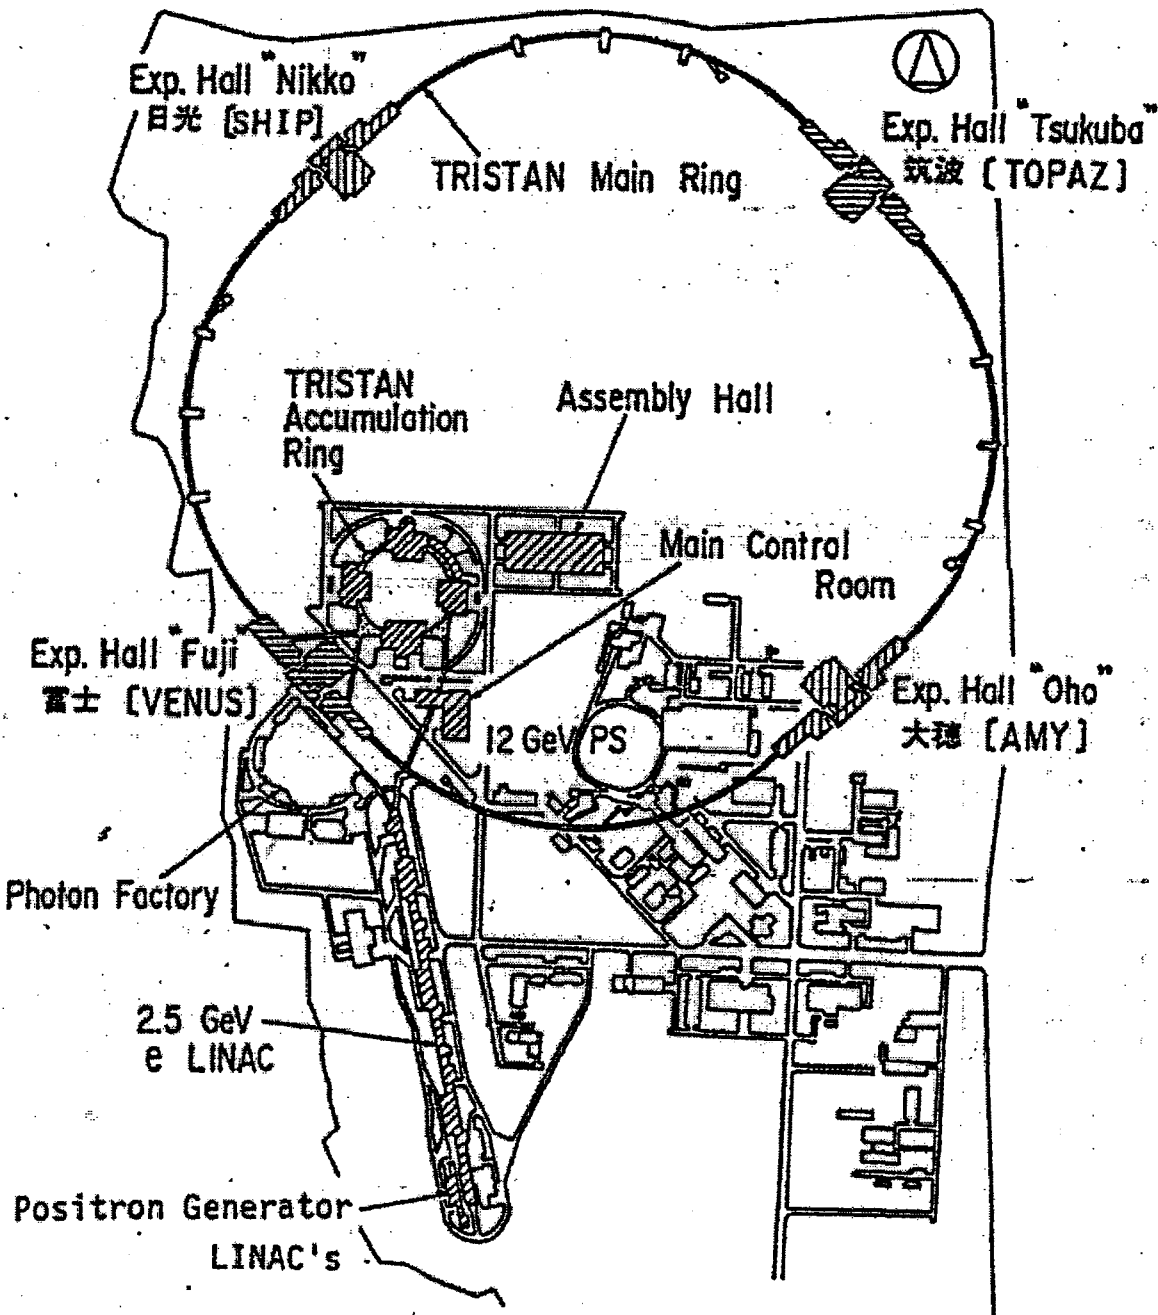 Exp. Hall "Nikko"
日光 [SHIP]
Exp. Hall "Tsukuba"
筑波 [TOPAZ]
TRISTAN Main Ring
TRISTAN
Accumulation
Ring
Assembly Hall
Main Control
Room
Exp. Hall "Fuji"
富士 [VENUS]
Exp. Hall "Oho"
大穂 [AMY]
12 GeV PS
Photon Factory
2.5 GeV
e LINAC
Positron Generator
LINAC's